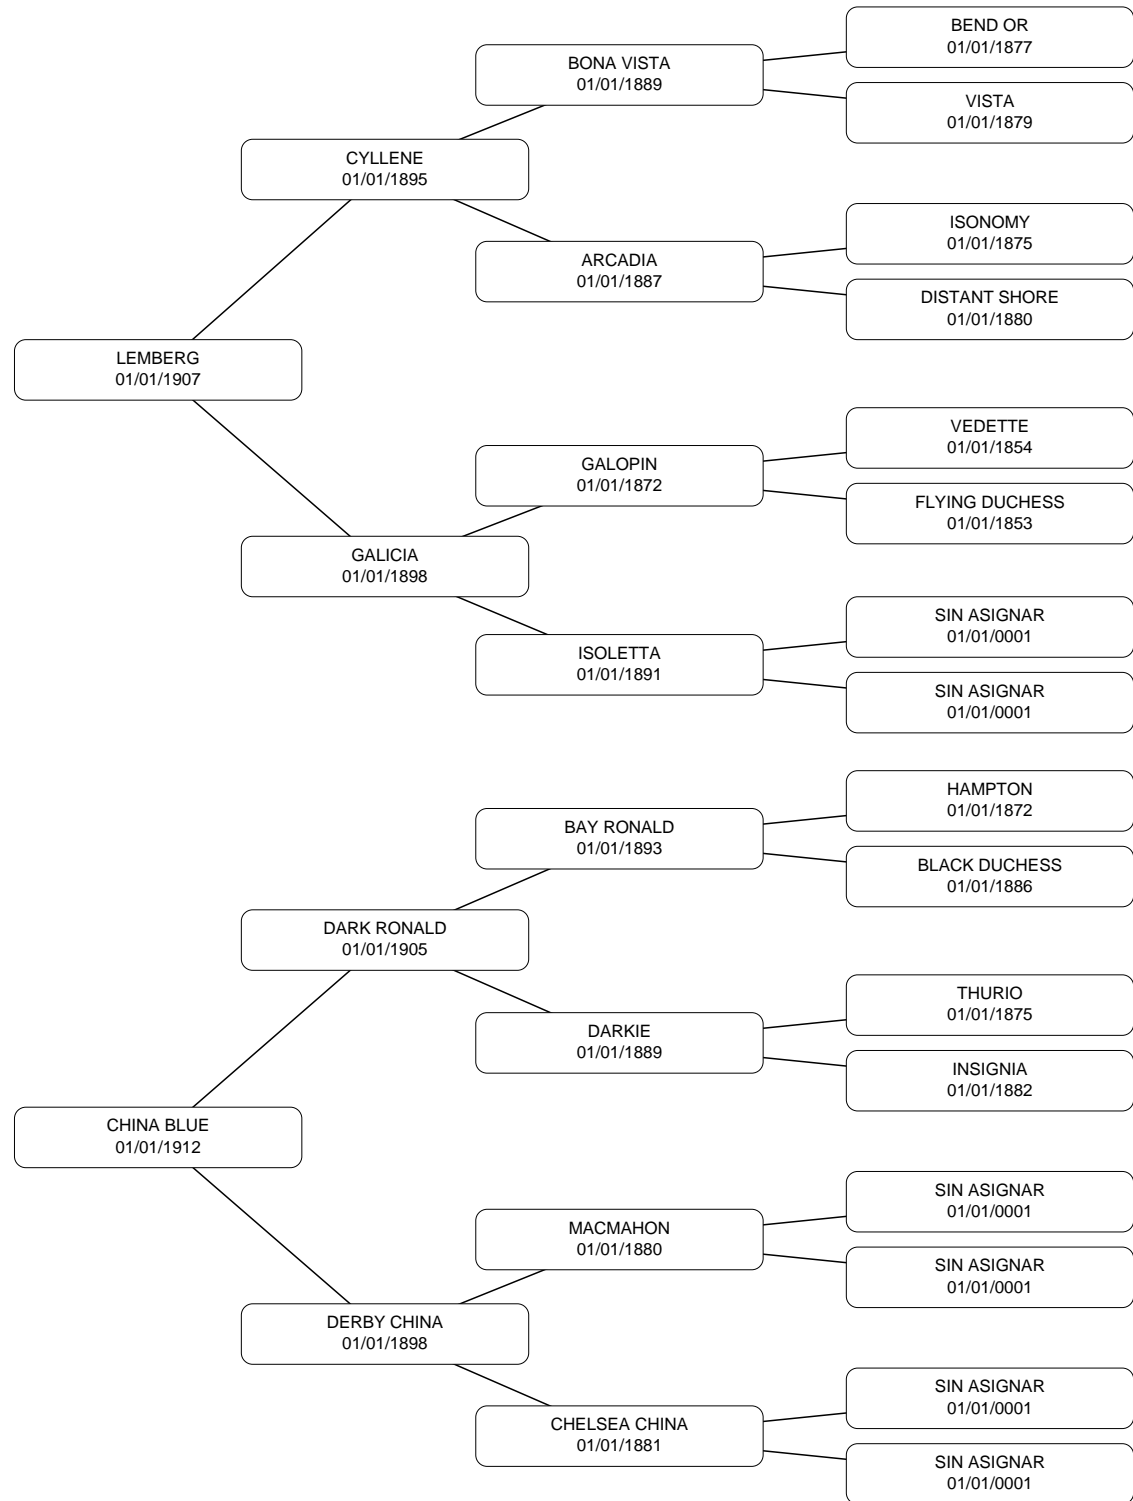 BEND OR
01/01/1877
BONA VISTA
01/01/1889
VISTA
01/01/1879
CYLLENE
01/01/1895
ISONOMY
01/01/1875
ARCADIA
01/01/1887
DISTANT SHORE
01/01/1880
LEMBERG
01/01/1907
VEDETTE
01/01/1854
GALOPIN
01/01/1872
FLYING DUCHESS
01/01/1853
GALICIA
01/01/1898
SIN ASIGNAR
01/01/0001
ISOLETTA
01/01/1891
SIN ASIGNAR
01/01/0001
HAMPTON
01/01/1872
BAY RONALD
01/01/1893
BLACK DUCHESS
01/01/1886
DARK RONALD
01/01/1905
THURIO
01/01/1875
DARKIE
01/01/1889
INSIGNIA
01/01/1882
CHINA BLUE
01/01/1912
SIN ASIGNAR
01/01/0001
MACMAHON
01/01/1880
SIN ASIGNAR
01/01/0001
DERBY CHINA
01/01/1898
SIN ASIGNAR
01/01/0001
CHELSEA CHINA
01/01/1881
SIN ASIGNAR
01/01/0001